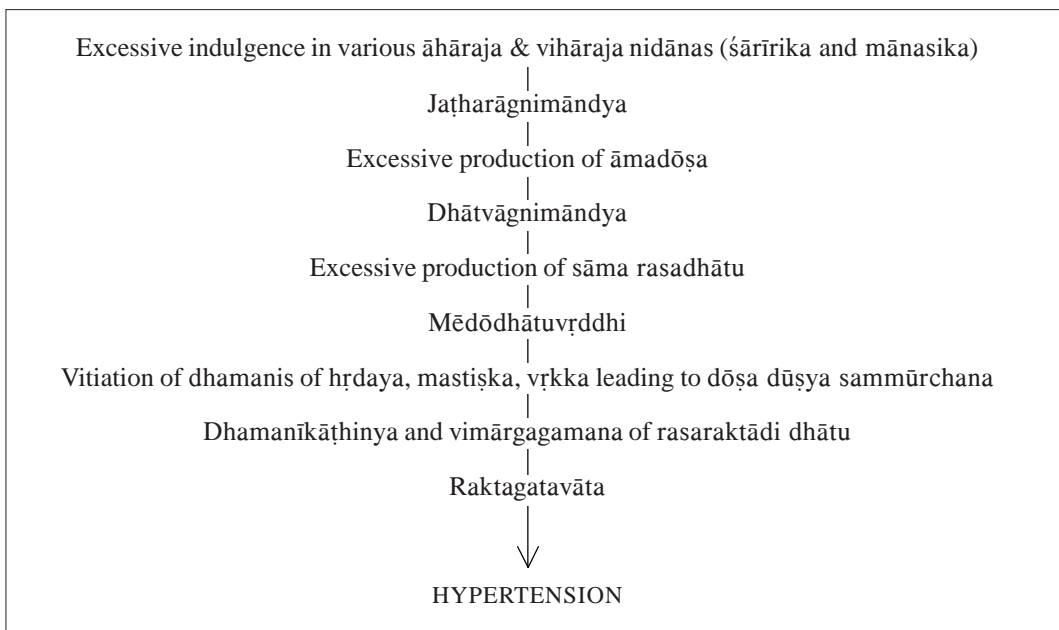 Excessive indulgence in various āhāraja & vihāraja nidānas (śārīrika and mānasika)
Jaṭharāgnimāndya
Excessive production of āmadōṣa
Dhātvāgnimāndya
Excessive production of sāma rasadhātu
Mēdōdhātuvṛddhi
Vitiation of dhamanis of hṛdaya, mastiṣka, vṛkka leading to dōṣa dūṣya sammūrchana
Dhamanīkāṭhinya and vimārgagamana of rasaraktādi dhātu
Raktagatavāta
HYPERTENSION